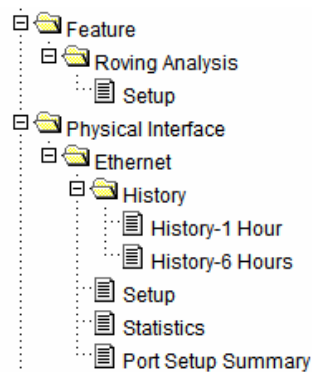 Feature
Roving Analysis
Setup
Physical Interface
Ethernet
History
History-1 Hour
History-6 Hours
Setup
Statistics
Port Setup Summary